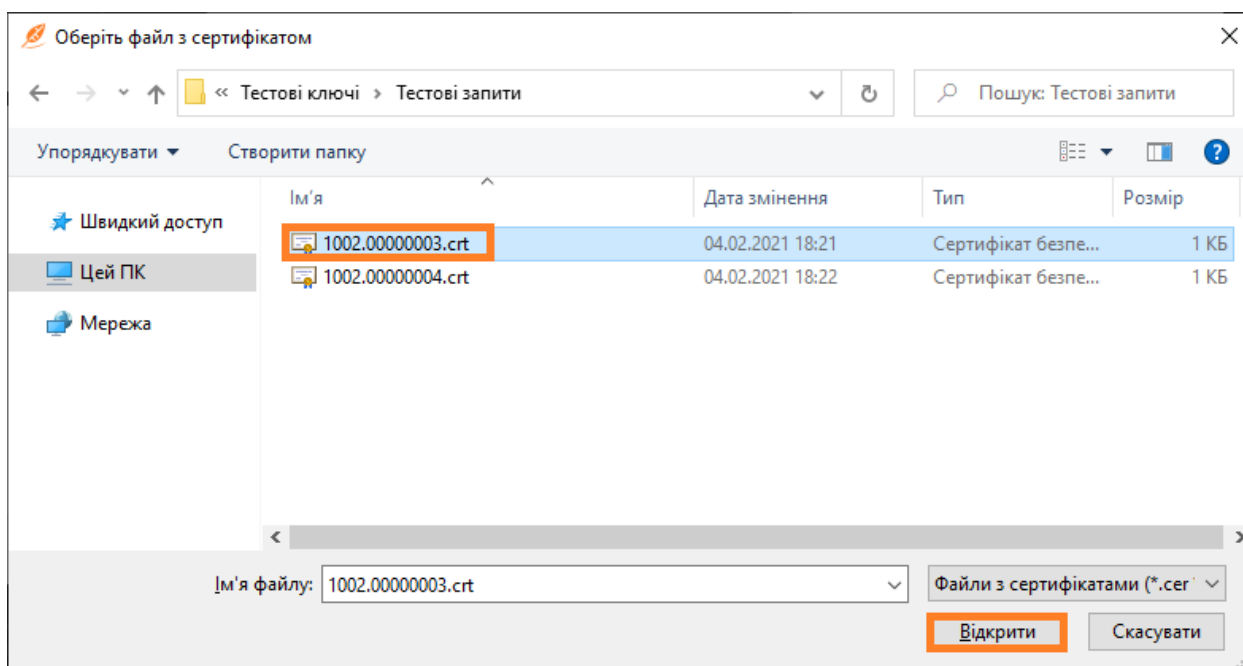 Оберіть файл з сертифікатом
« Тестові ключі › Тестові запити
Пошук: Тестові запити
Упорядкувати
Створити папку
?
Ім'я
Дата змінення
Тип
Розмір
Швидкий доступ
Цей ПК
Мережа
1002.00000003.crt 04.02.2021 18:21 Сертифікат безпе... 1 КБ
1002.00000004.crt 04.02.2021 18:22 Сертифікат безпе... 1 КБ
Ім'я файлу: 1002.00000003.crt
Файли з сертифікатами (*.cer
Відкрити
Скасувати